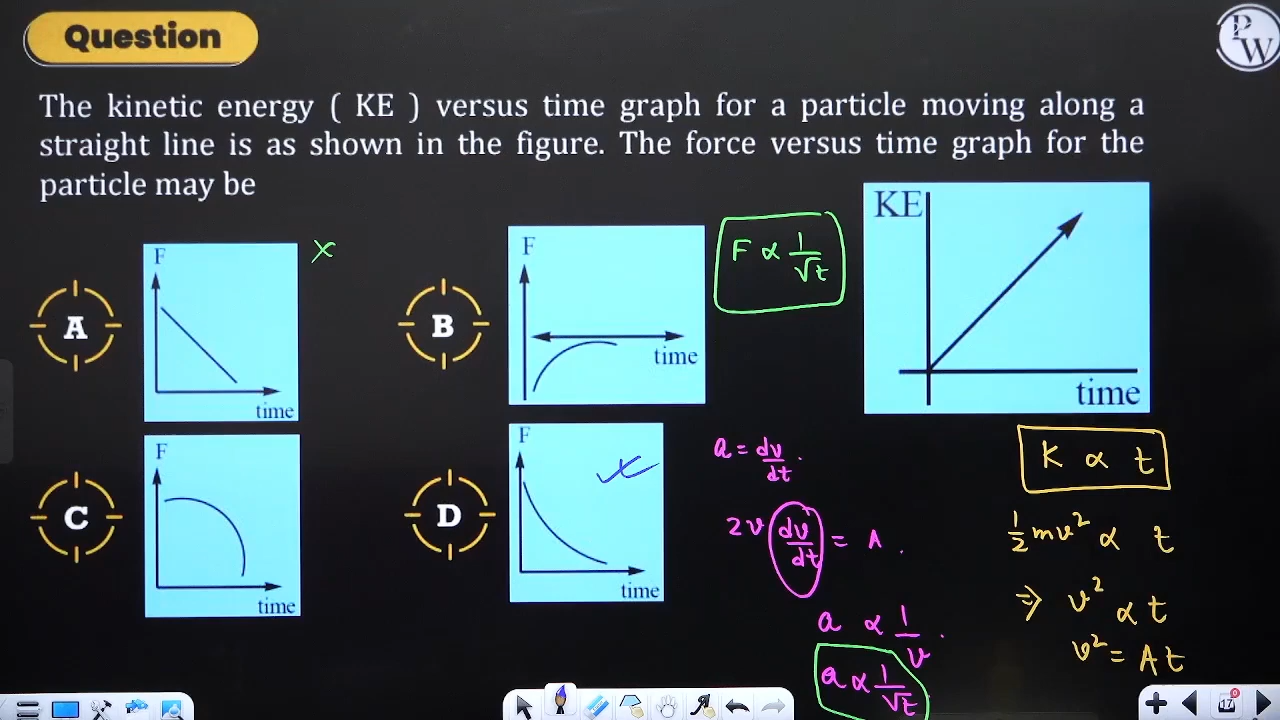 Question
P
W
The kinetic energy ( KE ) versus time graph for a particle moving along a
straight line is as shown in the figure. The force versus time graph for the
particle may be
KE
time
A
F
time
x
B
F
time
F ∝ 1/√t
C
F
time
D
F
time
K ∝ t
1/2 mv² ∝ t
⇒ v² ∝ t
v² = At
a = dv/dt .
2v dv/dt = A .
a ∝ 1/v .
a ∝ 1/√t
17
0